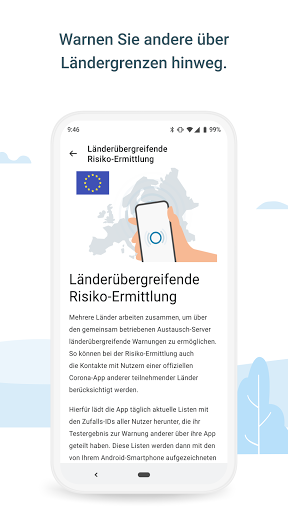 Warnen Sie andere über
Ländergrenzen hinweg.
9:46
99%
Länderübergreifende
Risiko-Ermittlung
Länderübergreifende
Risiko-Ermittlung
Mehrere Länder arbeiten zusammen, um über
den gemeinsam betriebenen Austausch-Server
länderübergreifende Warnungen zu ermöglichen.
So können bei der Risiko-Ermittlung auch
die Kontakte mit Nutzern einer offiziellen
Corona-App anderer teilnehmender Länder
berücksichtigt werden.
Hierfür lädt die App täglich aktuelle Listen mit
den Zufalls-IDs aller Nutzer herunter, die ihr
Testergebnis zur Warnung anderer über ihre App
geteilt haben. Diese Listen werden dann mit den
von Ihrem Android-Smartphone aufgezeichneten